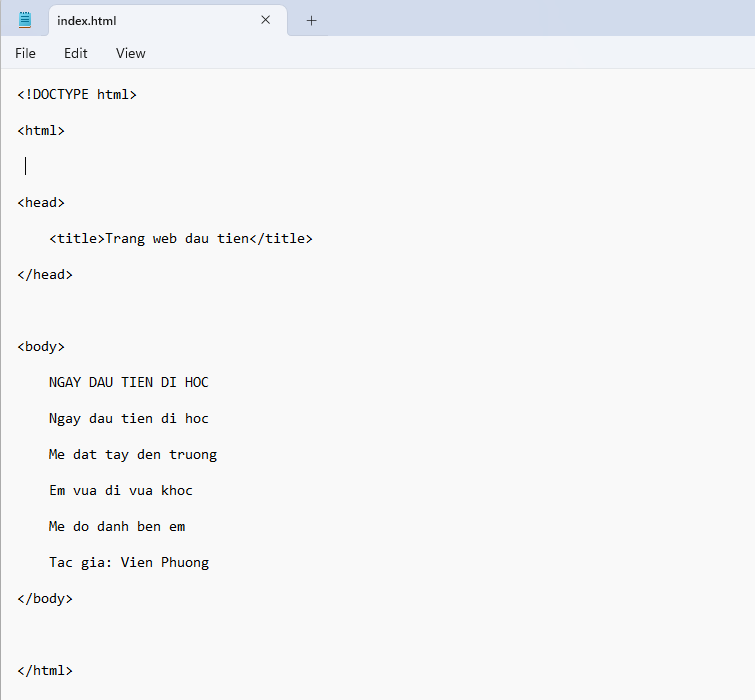 index.html
File Edit View
<!DOCTYPE html>
<html>
<head>
<title>Trang web dau tien</title>
</head>
<body>
NGAY DAU TIEN DI HOC
Ngay dau tien di hoc
Me dat tay den truong
Em vua di vua khoc
Me do danh ben em
Tac gia: Vien Phuong
</body>
</html>